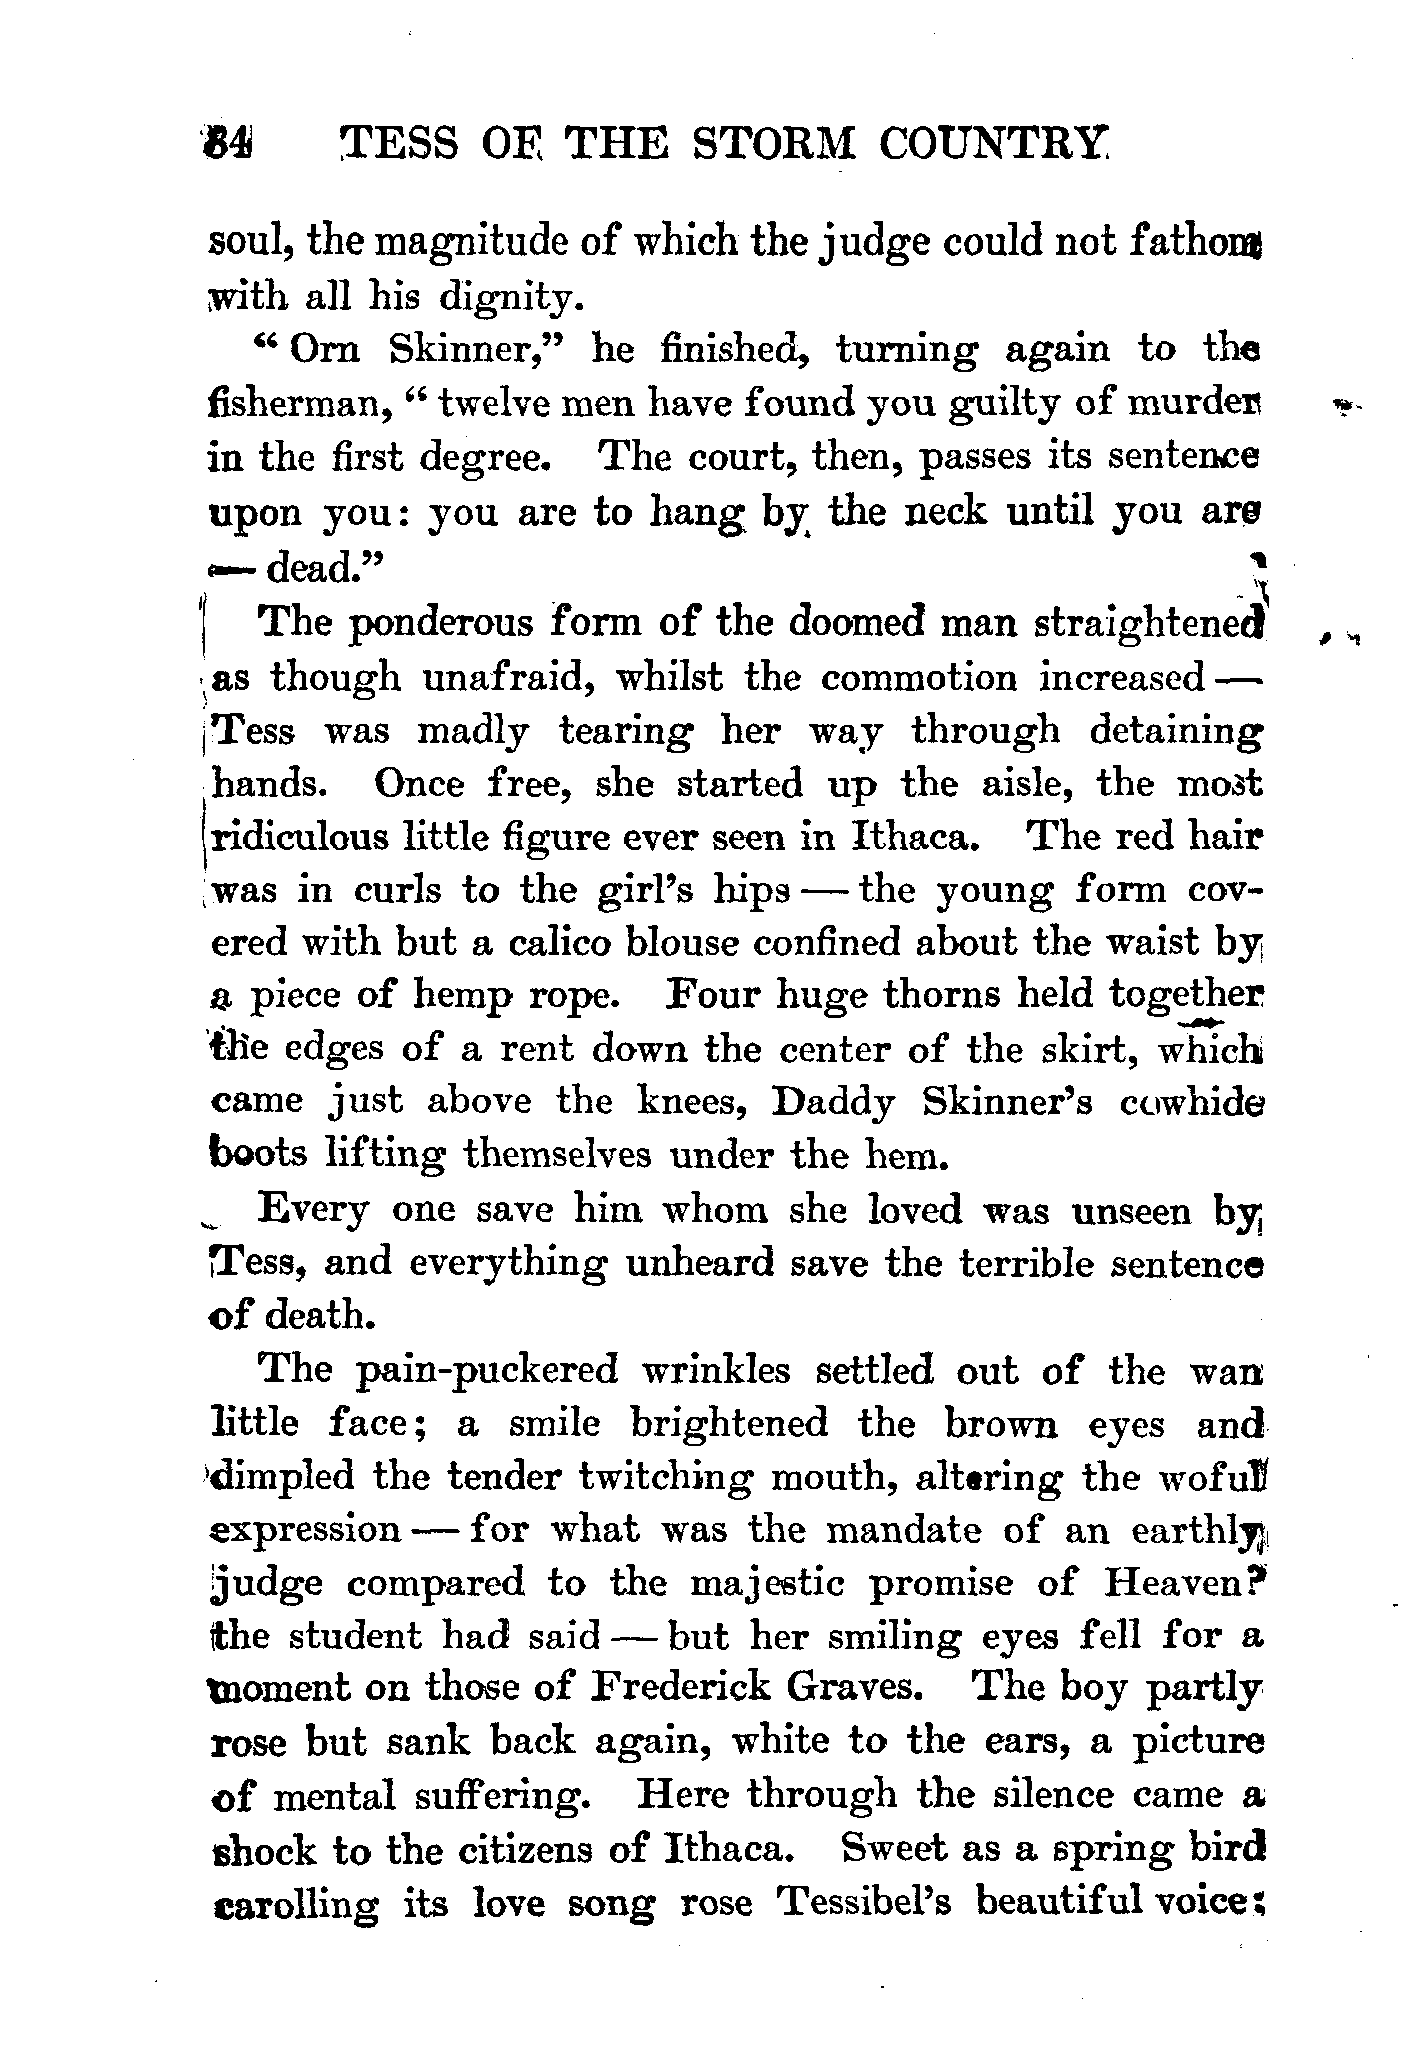 84 TESS OF THE STORM COUNTRY
soul, the magnitude of which the judge could not fathom
with all his dignity.
“ Orn Skinner,” he finished, turning again to the
fisherman, “ twelve men have found you guilty of murder
in the first degree. The court, then, passes its sentence
upon you: you are to hang by the neck until you are
— dead.”
The ponderous form of the doomed man straightened
as though unafraid, whilst the commotion increased —
Tess was madly tearing her way through detaining
hands. Once free, she started up the aisle, the most
ridiculous little figure ever seen in Ithaca. The red hair
was in curls to the girl’s hips — the young form cov-
ered with but a calico blouse confined about the waist by
a piece of hemp rope. Four huge thorns held together
the edges of a rent down the center of the skirt, which
came just above the knees, Daddy Skinner’s cowhide
boots lifting themselves under the hem.
Every one save him whom she loved was unseen by
Tess, and everything unheard save the terrible sentence
of death.
The pain-puckered wrinkles settled out of the wan
little face; a smile brightened the brown eyes and
dimpled the tender twitching mouth, altering the woful
expression — for what was the mandate of an earthly
judge compared to the majestic promise of Heaven?
the student had said — but her smiling eyes fell for a
moment on those of Frederick Graves. The boy partly
rose but sank back again, white to the ears, a picture
of mental suffering. Here through the silence came a
shock to the citizens of Ithaca. Sweet as a spring bird
carolling its love song rose Tessibel’s beautiful voice: